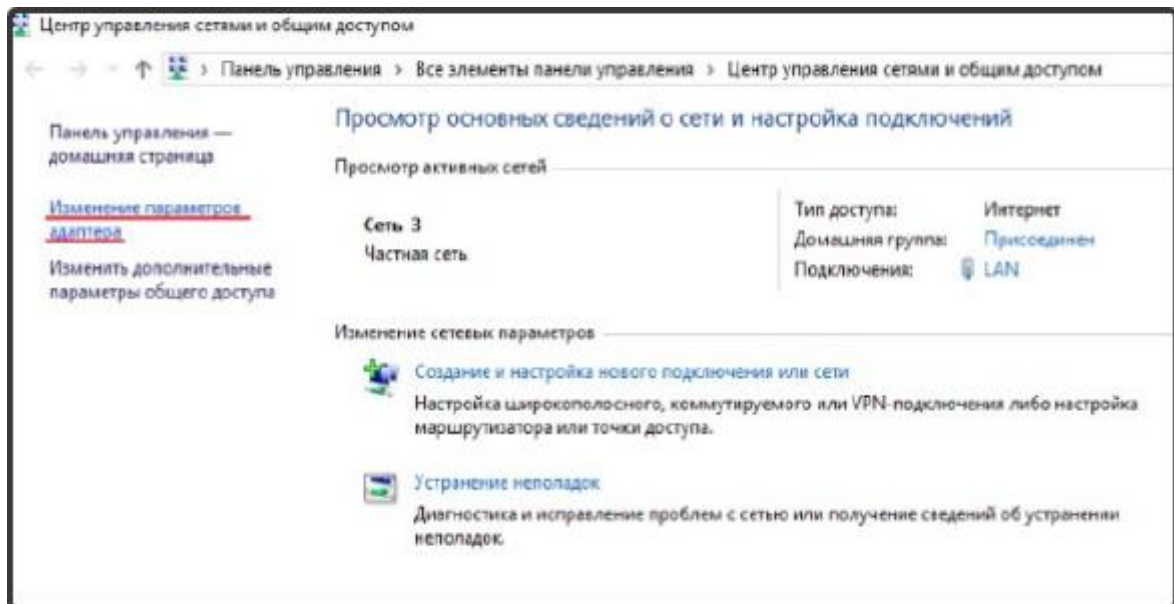 Центр управления сетями и общим доступом
Панель управления > Все элементы панели управления > Центр управления сетями и общим доступом
Панель управления —
домашняя страница
Изменение параметров
адаптера
Изменить дополнительные
параметры общего доступа
Просмотр основных сведений о сети и настройка подключений
Просмотр активных сетей
Сеть 3
Частная сеть
Тип доступа: Интернет
Домашняя группа: Присоединен
Подключения: LAN
Изменение сетевых параметров
Создание и настройка нового подключения или сети
Настройка широкополосного, коммутируемого или VPN-подключения либо настройка
маршрутизатора или точки доступа.
Устранение неполадок
Диагностика и исправление проблем с сетью или получение сведений об устранении
неполадок.